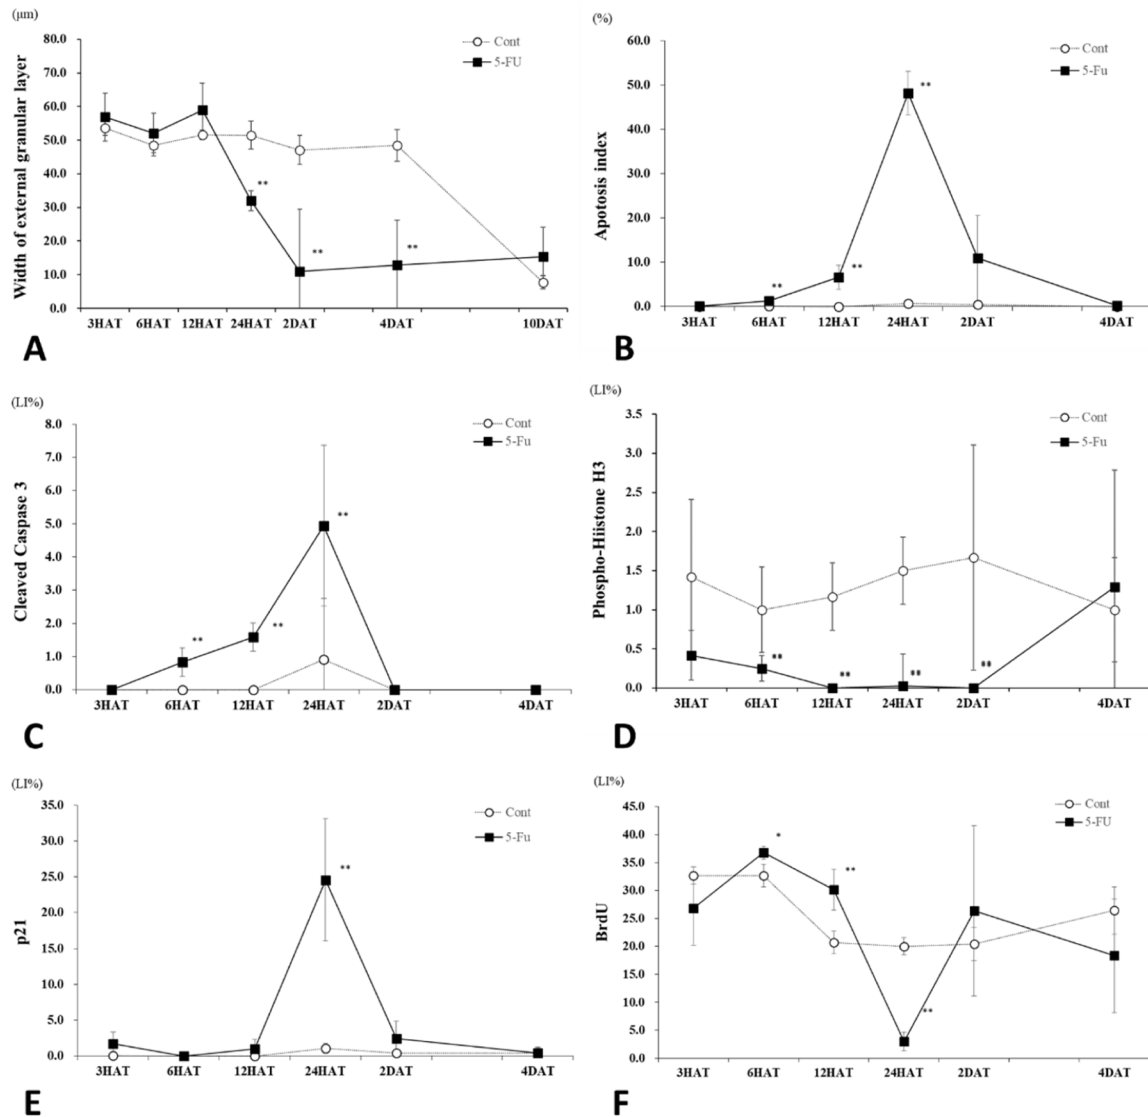 (μm)
Width of external granular layer
80.0
70.0
60.0
50.0
40.0
30.0
20.0
10.0
0.0
Cont
5-FU
**
**
**
3HAT 6HAT 12HAT 24HAT 2DAT 4DAT 10DAT
A
(%)
Apotosis index
60.0
50.0
40.0
30.0
20.0
10.0
0.0
Cont
5-Fu
**
**
**
3HAT 6HAT 12HAT 24HAT 2DAT 4DAT
B
(LI%)
Cleaved Caspase 3
8.0
7.0
6.0
5.0
4.0
3.0
2.0
1.0
0.0
Cont
5-Fu
**
**
**
3HAT 6HAT 12HAT 24HAT 2DAT 4DAT
C
(LI%)
Phospho-Hiistone H3
3.5
3.0
2.5
2.0
1.5
1.0
0.5
0.0
Cont
5-Fu
**
**
**
**
3HAT 6HAT 12HAT 24HAT 2DAT 4DAT
D
(LI%)
p21
35.0
30.0
25.0
20.0
15.0
10.0
5.0
0.0
Cont
5-Fu
**
3HAT 6HAT 12HAT 24HAT 2DAT 4DAT
E
(LI%)
BrdU
45.0
40.0
35.0
30.0
25.0
20.0
15.0
10.0
5.0
0.0
Cont
5-FU
*
**
**
3HAT 6HAT 12HAT 24HAT 2DAT 4DAT
F